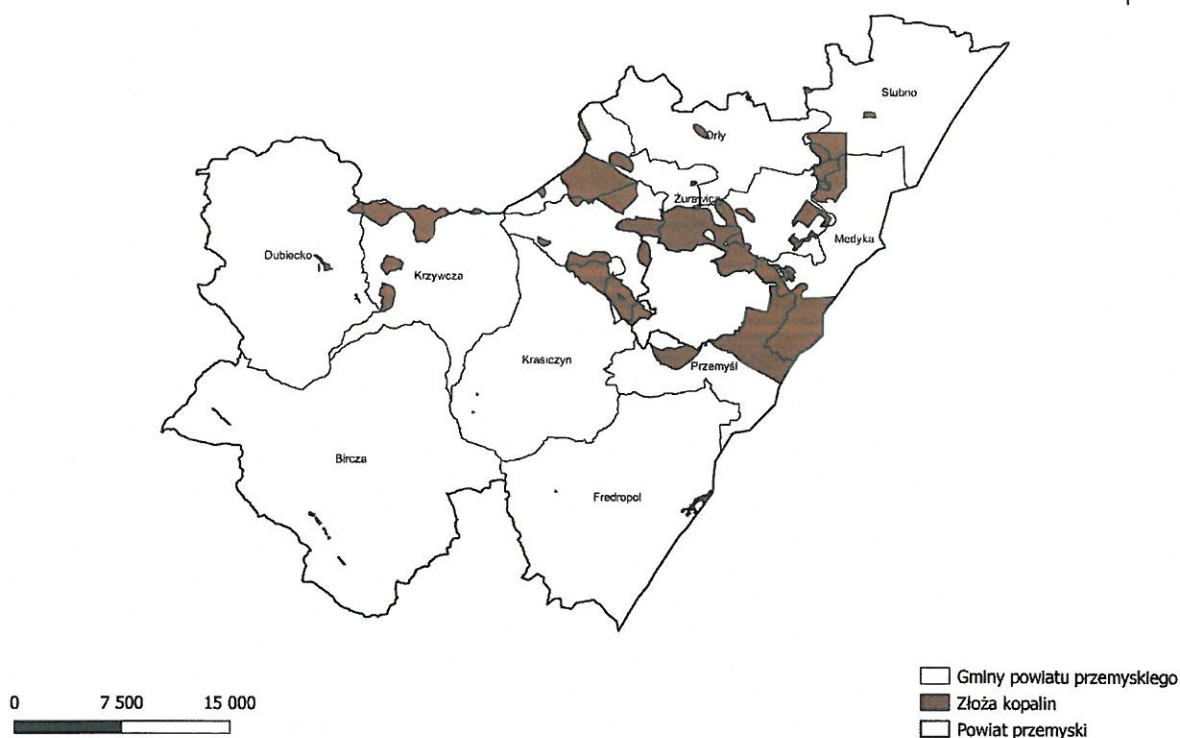 Stubno
Orły
Żurawica
Medyka
Dubiecko
Krzywcza
Krasiczyn
Przemyśl
Bircza
Fredropol
0 7 500 15 000
Gminy powiatu przemyskiego
Złoża kopalin
Powiat przemyski